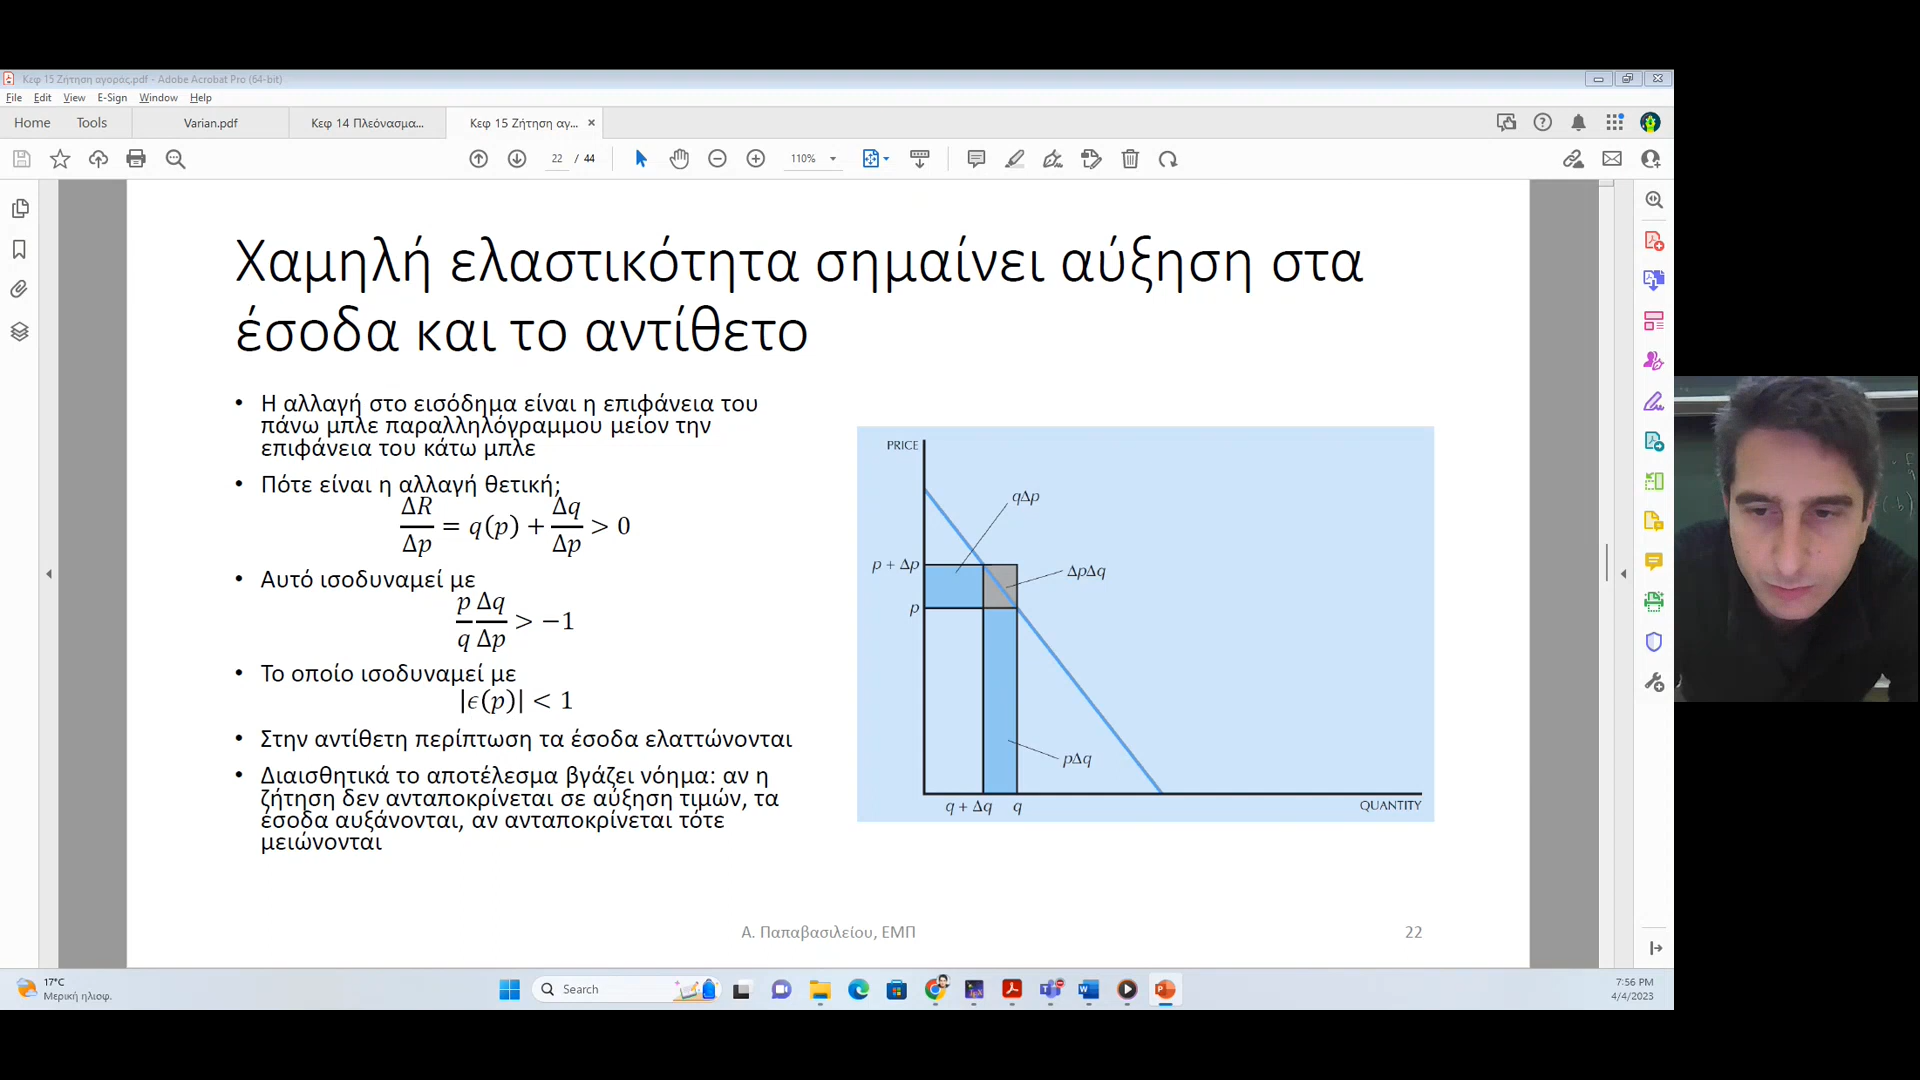 Κεφ 15 Ζήτηση αγοράς.pdf - Adobe Acrobat Pro (64-bit)
File Edit View E-Sign Window Help
Home Tools Varian.pdf Κεφ 14 Πλεόνασμα... Κεφ 15 Ζήτηση αγ... ×
22 / 44 110%
Χαμηλή ελαστικότητα σημαίνει αύξηση στα
έσοδα και το αντίθετο
• Η αλλαγή στο εισόδημα είναι η επιφάνεια του
πάνω μπλε παραλληλόγραμμου μείον την
επιφάνεια του κάτω μπλε
• Πότε είναι η αλλαγή θετική;
ΔR/Δp = q(p) + Δq/Δp > 0
• Αυτό ισοδυναμεί με
p/q Δq/Δp > −1
• Το οποίο ισοδυναμεί με
|ϵ(p)| < 1
• Στην αντίθετη περίπτωση τα έσοδα ελαττώνονται
• Διαισθητικά το αποτέλεσμα βγάζει νόημα: αν η
ζήτηση δεν ανταποκρίνεται σε αύξηση τιμών, τα
έσοδα αυξάνονται, αν ανταποκρίνεται τότε
μειώνονται
PRICE
qΔp
p + Δp
ΔpΔq
p
pΔq
q + Δq q
QUANTITY
Α. Παπαβασιλείου, ΕΜΠ
22
17°C
Μερική ηλιοφ.
Search
7:56 PM
4/4/2023